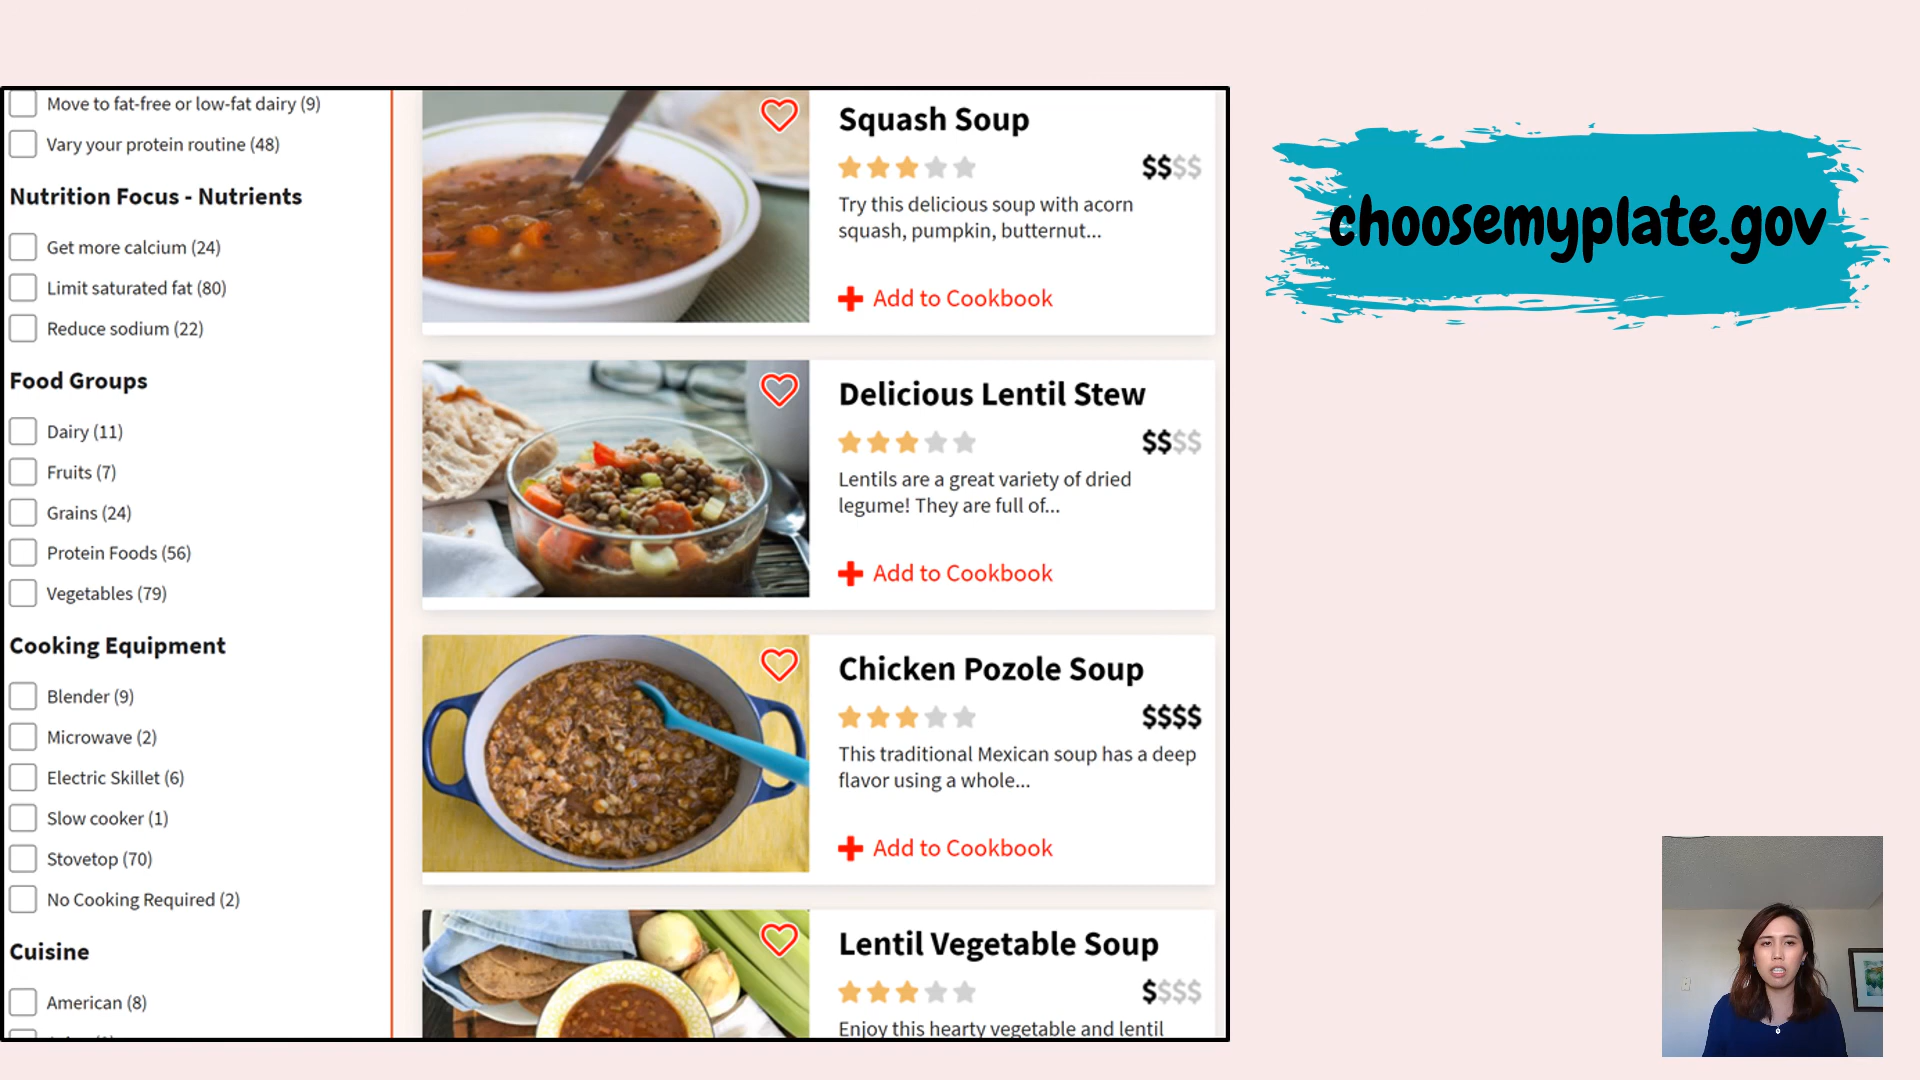 Move to fat-free or low-fat dairy (9)
Vary your protein routine (48)
Nutrition Focus - Nutrients
Get more calcium (24)
Limit saturated fat (80)
Reduce sodium (22)
Food Groups
Dairy (11)
Fruits (7)
Grains (24)
Protein Foods (56)
Vegetables (79)
Cooking Equipment
Blender (9)
Microwave (2)
Electric Skillet (6)
Slow cooker (1)
Stovetop (70)
No Cooking Required (2)
Cuisine
American (8)
Squash Soup
$$$$
Try this delicious soup with acorn
squash, pumpkin, butternut...
Add to Cookbook
Delicious Lentil Stew
$$$$
Lentils are a great variety of dried
legume! They are full of...
Add to Cookbook
Chicken Pozole Soup
$$$$
This traditional Mexican soup has a deep
flavor using a whole...
Add to Cookbook
Lentil Vegetable Soup
$$$$
Enjoy this hearty vegetable and lentil
choosemyplate.gov